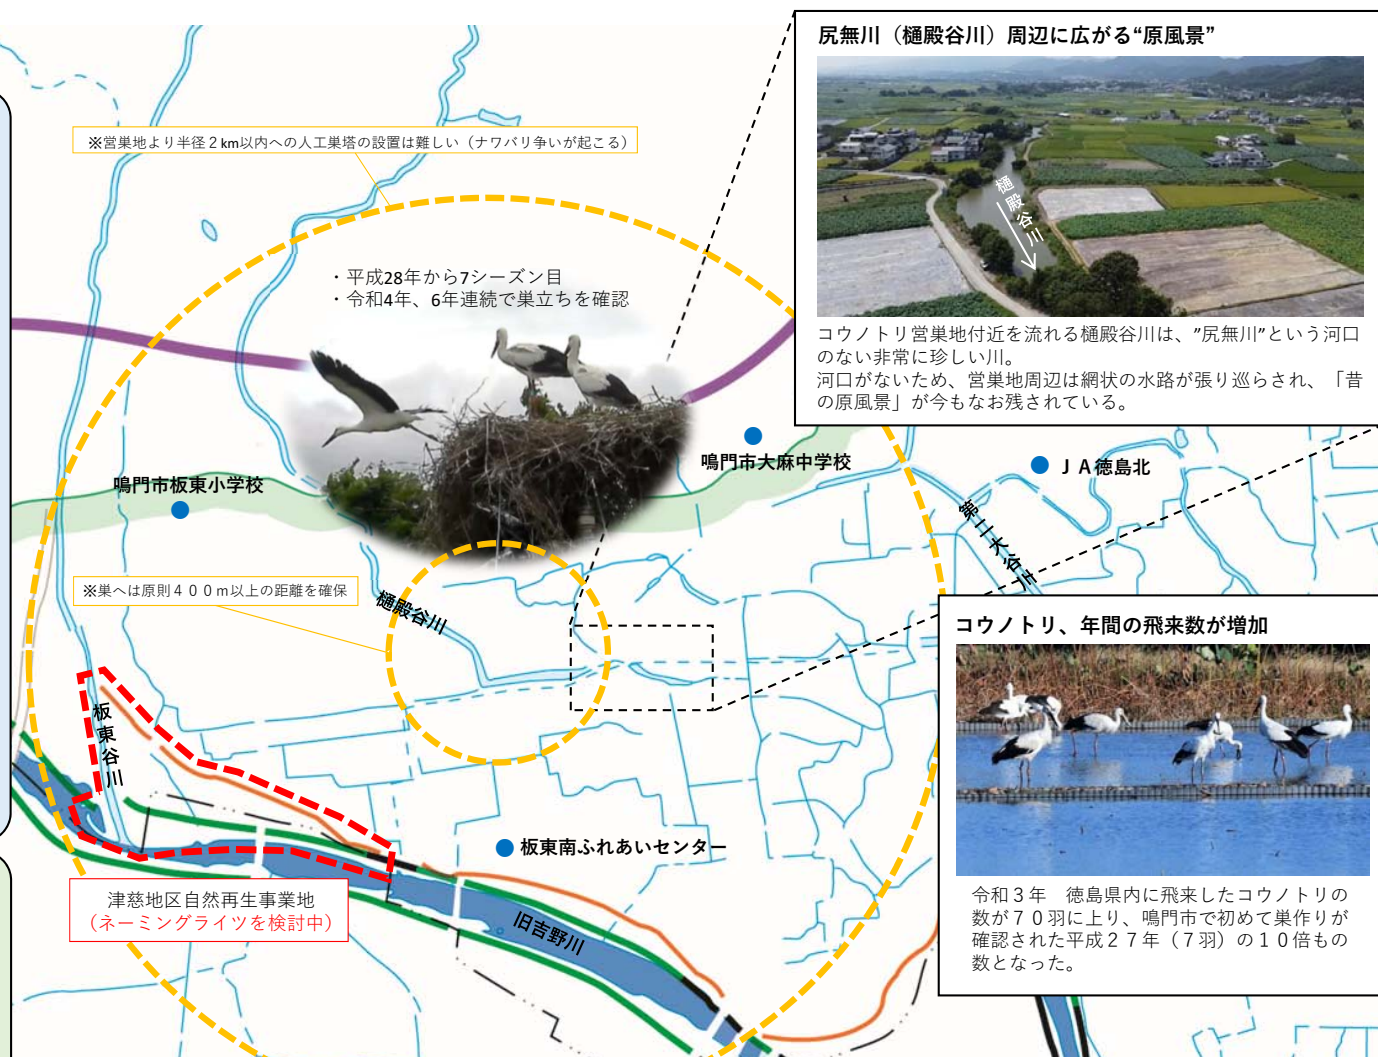 尻無川（樋殿谷川）周辺に広がる“原風景”
樋殿谷川
コウノトリ営巣地付近を流れる樋殿谷川は、”尻無川”という河口
のない非常に珍しい川。
河口がないため、営巣地周辺は網状の水路が張り巡らされ、「昔
の原風景」が今もなお残されている。
※営巣地より半径２km以内への人工巣塔の設置は難しい（ナワバリ争いが起こる）
・平成28年から7シーズン目
・令和4年、6年連続で巣立ちを確認
鳴門市大麻中学校
ＪＡ徳島北
鳴門市板東小学校
第二大谷川
※巣へは原則４００ｍ以上の距離を確保
樋殿谷川
コウノトリ、年間の飛来数が増加
令和３年　徳島県内に飛来したコウノトリの
数が７０羽に上り、鳴門市で初めて巣作りが
確認された平成２７年（７羽）の１０倍もの
数となった。
板東谷川
板東南ふれあいセンター
津慈地区自然再生事業地
（ネーミングライツを検討中）
旧吉野川